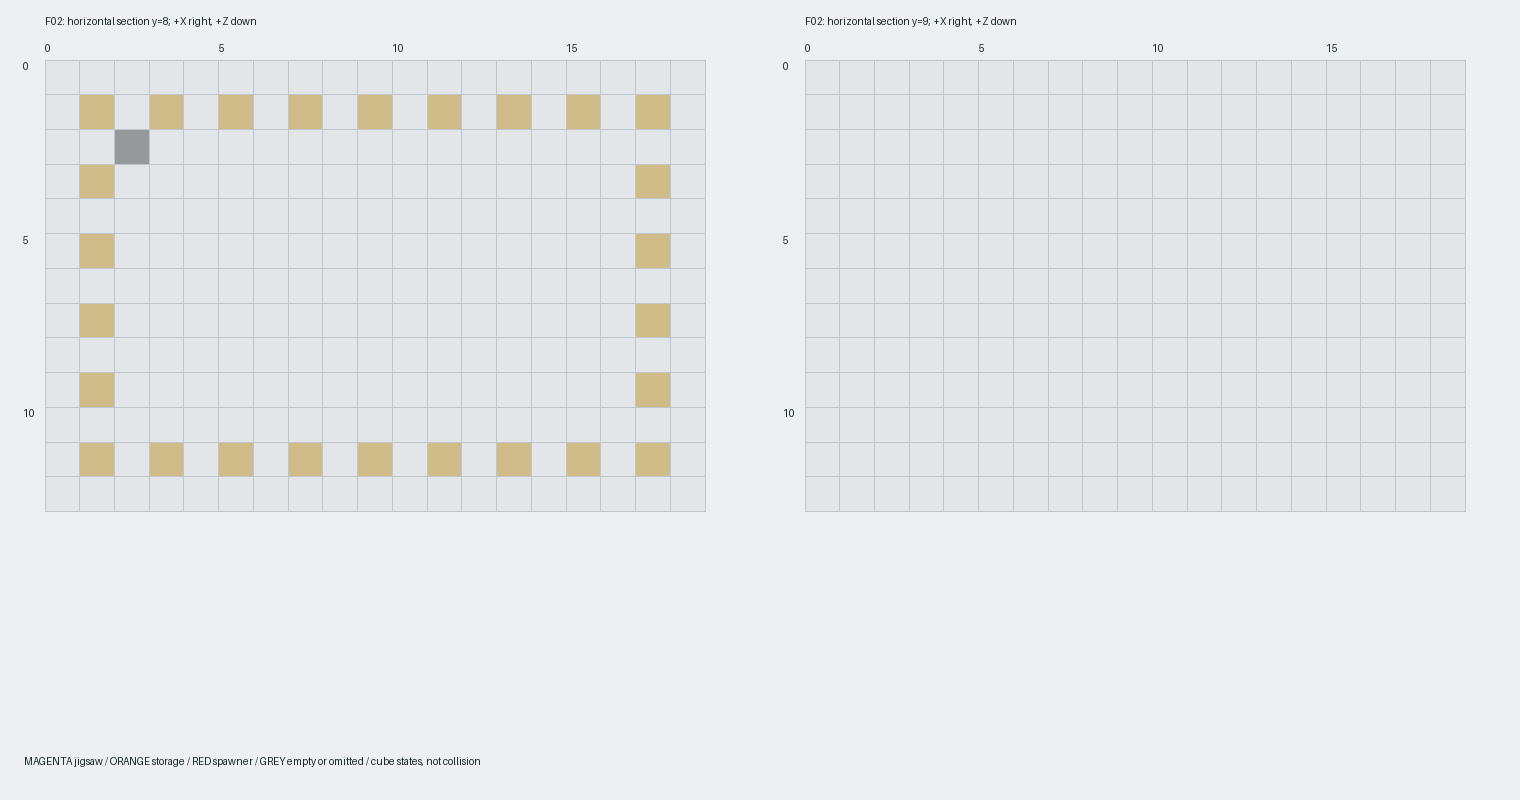 F02: horizontal section y=8; +X right, +Z down
F02: horizontal section y=9; +X right, +Z down
0 5 10 15
0 5 10 15
0
0
5
5
10
10
MAGENTA jigsaw / ORANGE storage / RED spawner / GREY empty or omitted / cube states, not collision